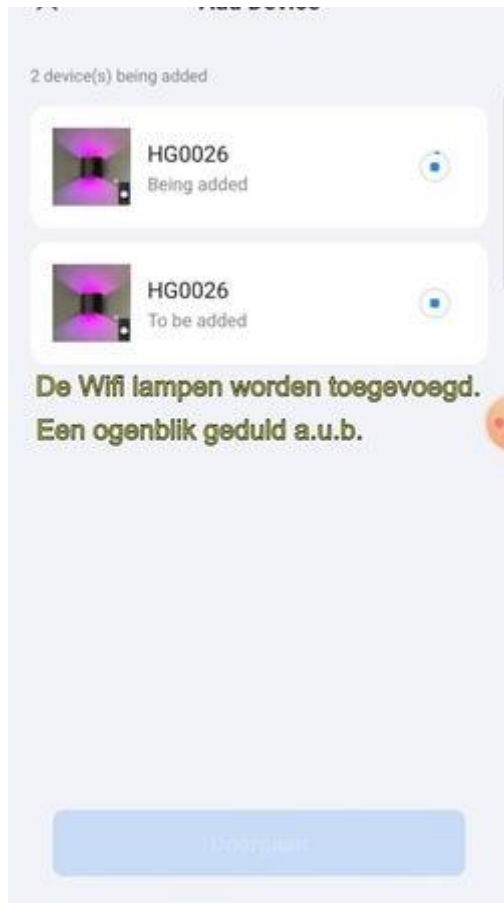 2 device(s) being added
HG0026
Being added
HG0026
To be added
De Wifi lampen worden toegevoegd.
Een ogenblik geduld a.u.b.
Doorgaan